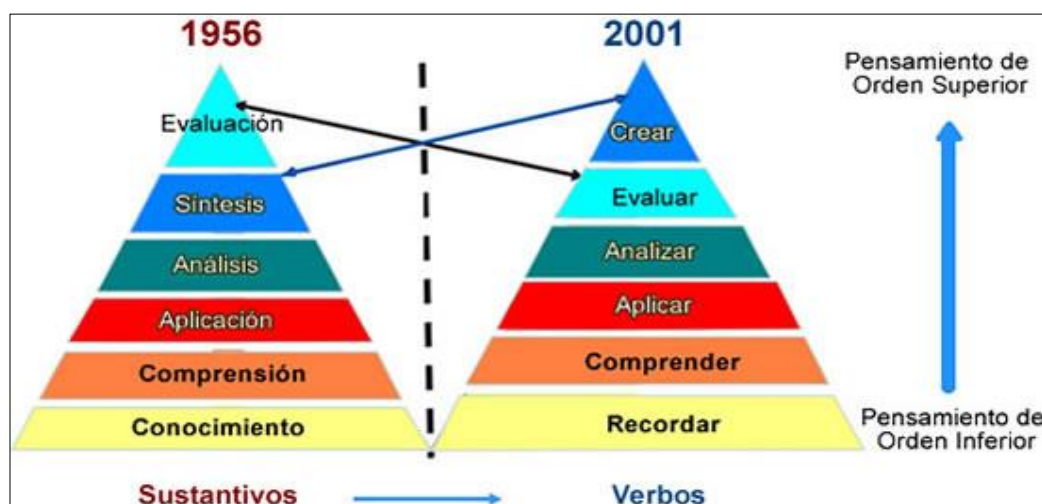 1956
Evaluación
Síntesis
Análisis
Aplicación
Comprensión
Conocimiento
Sustantivos
2001
Crear
Evaluar
Analizar
Aplicar
Comprender
Recordar
Verbos
Pensamiento de
Orden Superior
Pensamiento de
Orden Inferior